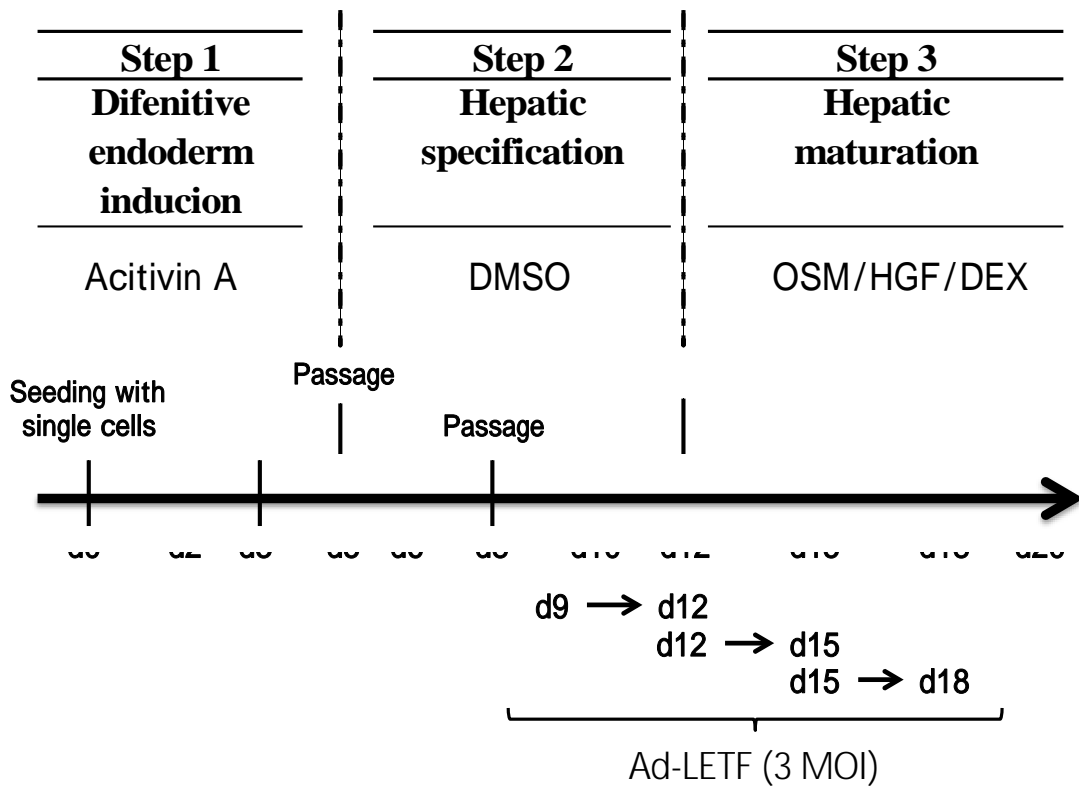 Step 1
Difenitive
endoderm
inducion
Acitivin A
Step 2
Hepatic
specification
DMSO
Step 3
Hepatic
maturation
OSM/HGF/DEX
Seeding with
single cells
Passage
Passage
d12
d9 → d12
d12 → d15
d15 → d18
Ad-LETF (3 MOI)